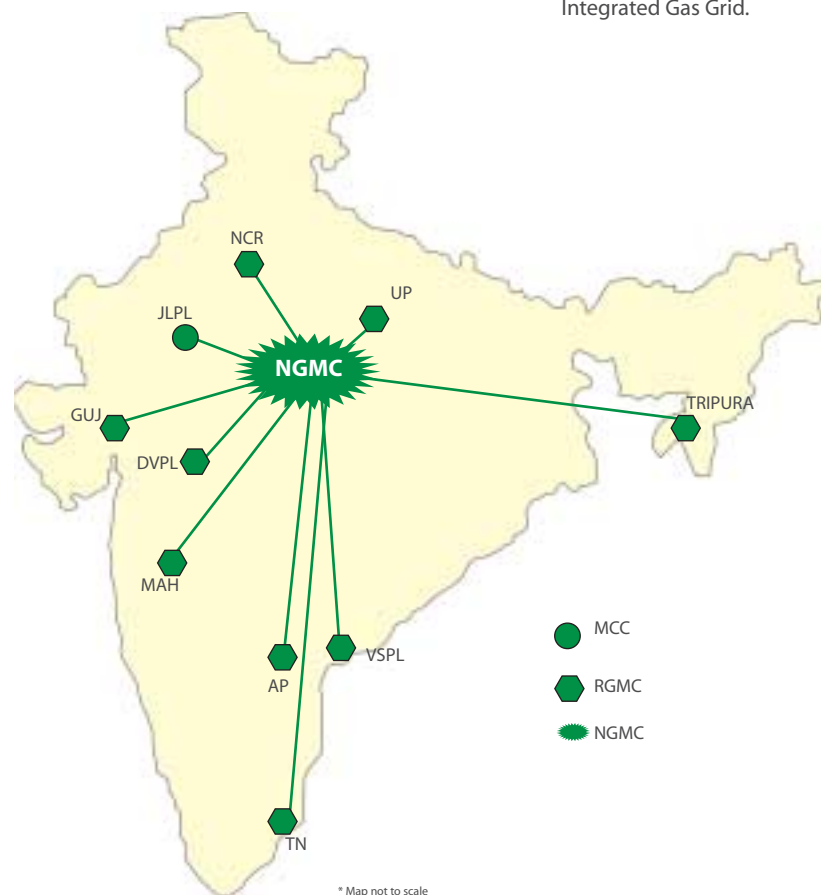 Integrated Gas Grid.
NCR
UP
JLPL
NGMC
TRIPURA
GUJ
DVPL
MAH
MCC
VSPL
AP
RGMC
NGMC
TN
* Map not to scale